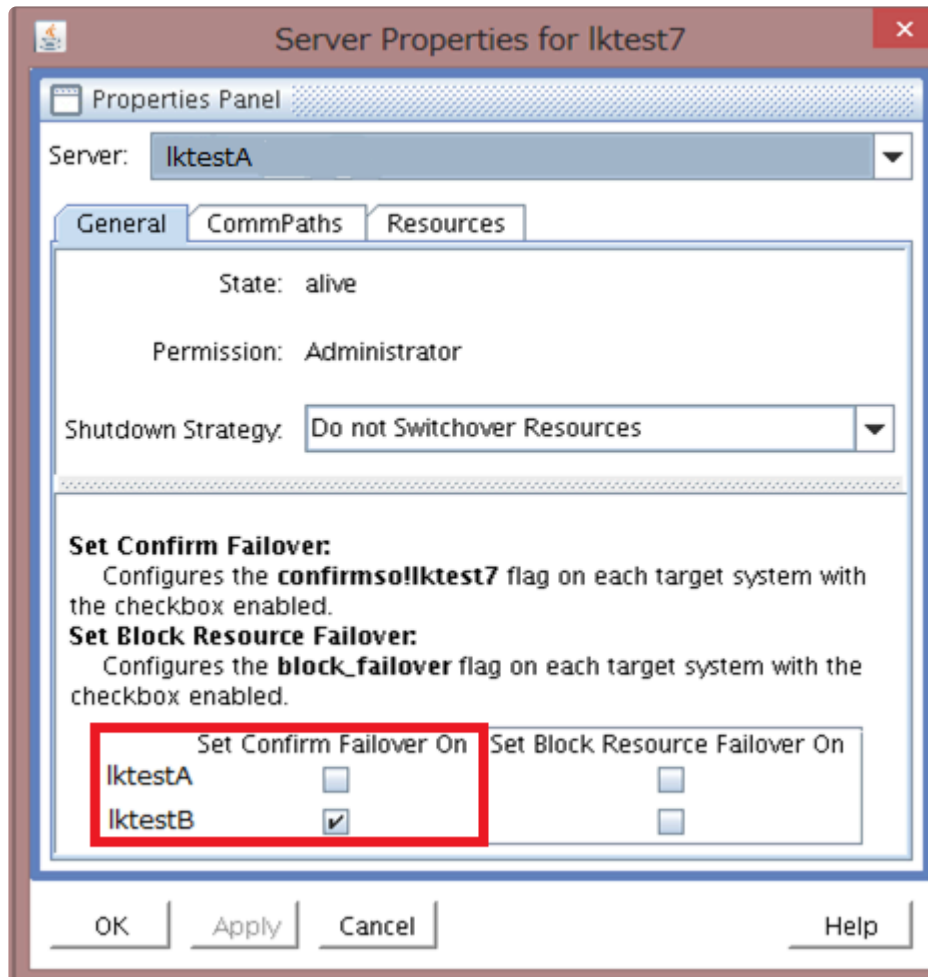 Server Properties for lktest7
Properties Panel
Server: lktestA
General CommPaths Resources
State: alive
Permission: Administrator
Shutdown Strategy: Do not Switchover Resources
Set Confirm Failover:
Configures the confirmso!lktest7 flag on each target system with
the checkbox enabled.
Set Block Resource Failover:
Configures the block_failover flag on each target system with the
checkbox enabled.
Set Confirm Failover On Set Block Resource Failover On
lktestA
lktestB
OK Apply Cancel Help